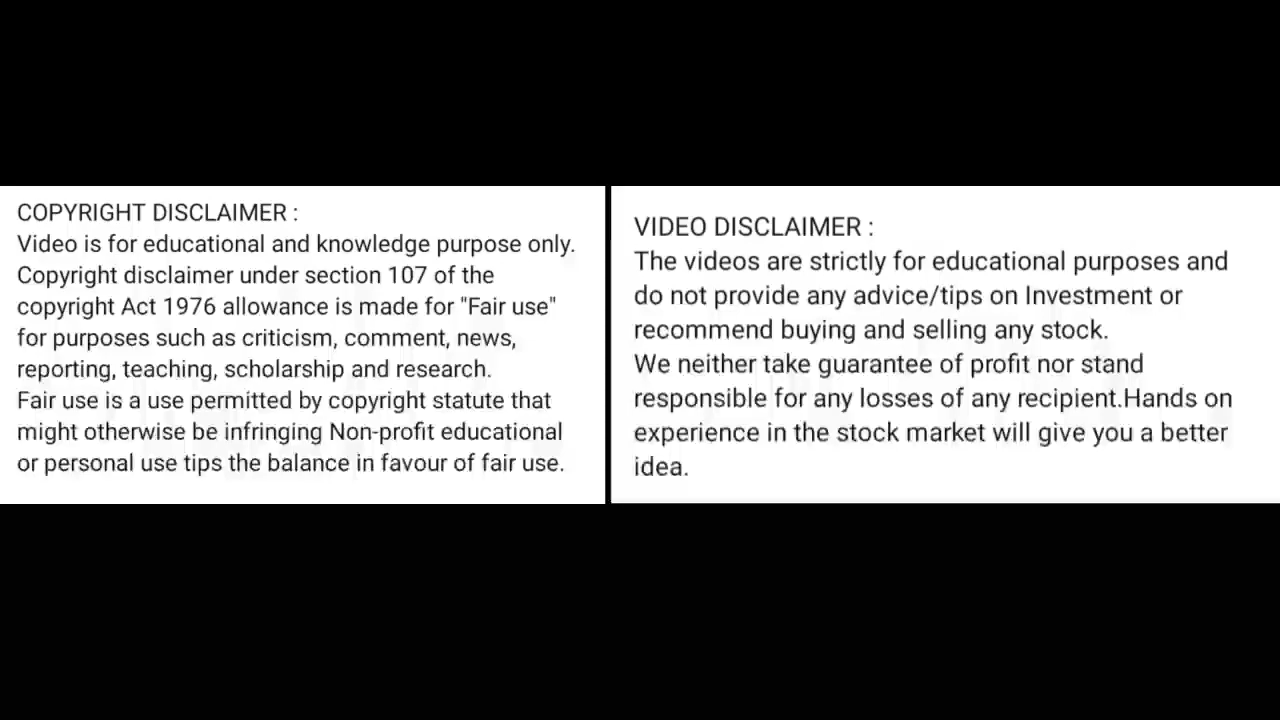 COPYRIGHT DISCLAIMER :
Video is for educational and knowledge purpose only.
Copyright disclaimer under section 107 of the
copyright Act 1976 allowance is made for "Fair use"
for purposes such as criticism, comment, news,
reporting, teaching, scholarship and research.
Fair use is a use permitted by copyright statute that
might otherwise be infringing Non-profit educational
or personal use tips the balance in favour of fair use.
VIDEO DISCLAIMER :
The videos are strictly for educational purposes and
do not provide any advice/tips on Investment or
recommend buying and selling any stock.
We neither take guarantee of profit nor stand
responsible for any losses of any recipient.Hands on
experience in the stock market will give you a better
idea.